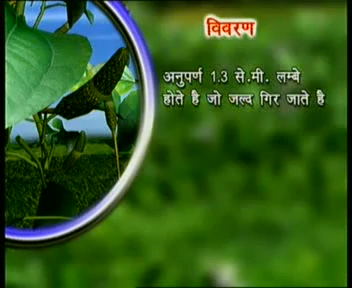 विवरण
अनुपर्ण 1.3 से.मी. लम्बे
होते है जो जल्द गिर जाते है